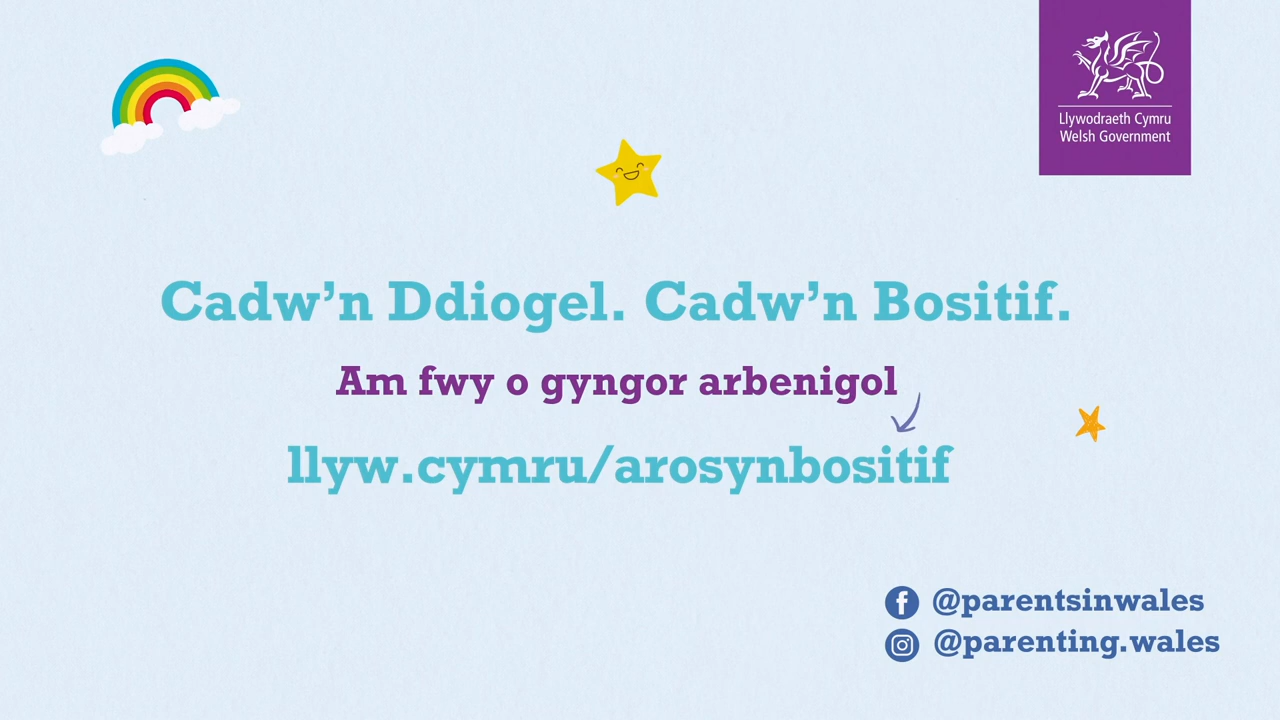 Llywodraeth Cymru
Welsh Government
Cadw’n Ddiogel. Cadw’n Bositif.
Am fwy o gyngor arbenigol
llyw.cymru/arosynbositif
@parentsinwales
@parenting.wales